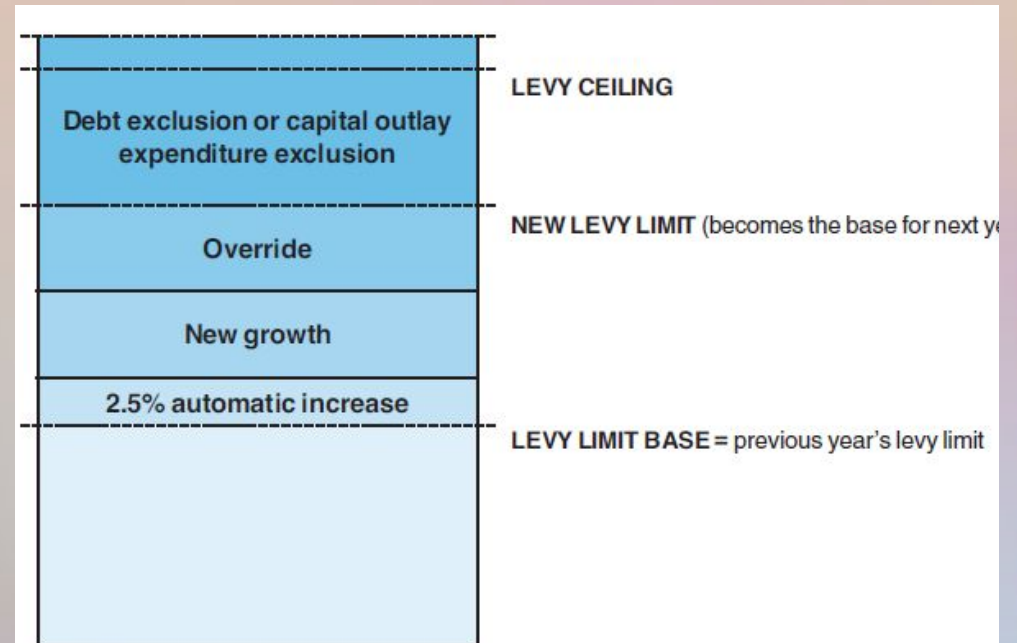 LEVY CEILING
Debt exclusion or capital outlay
expenditure exclusion
NEW LEVY LIMIT (becomes the base for next
Override
New growth
2.5% automatic increase
LEVY LIMIT BASE = previous year's levy limit